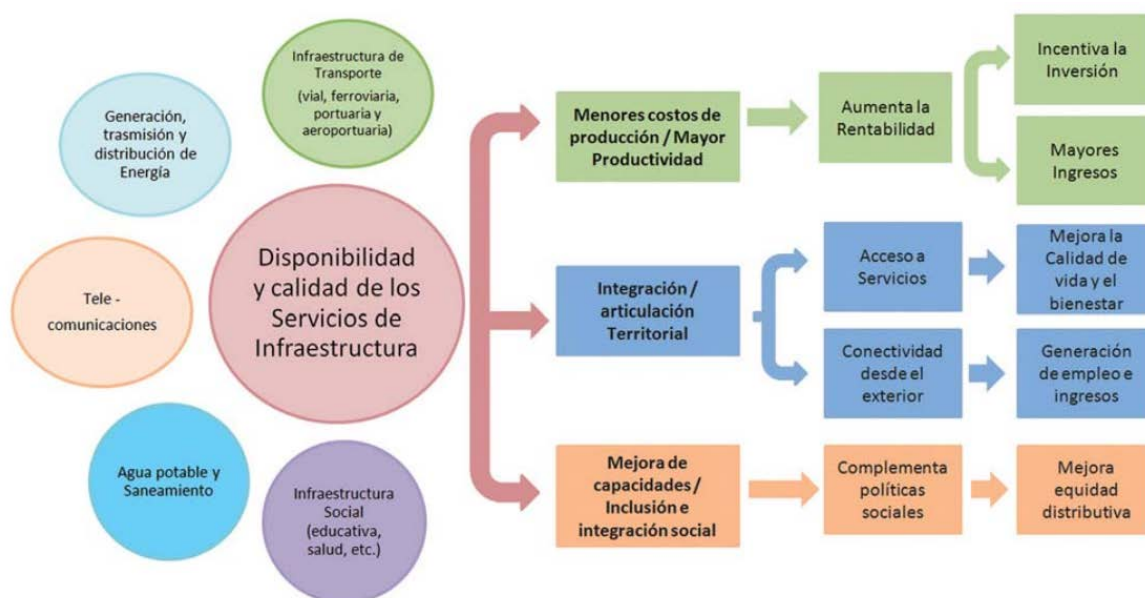 Infraestructura de
Transporte
(vial, ferroviaria,
portuaria y
aeroportuaria)
Generación,
trasmisión y
distribución de
Energía
Tele -
comunicaciones
Agua potable y
Saneamiento
Infraestructura
Social
(educativa,
salud, etc.)
Disponibilidad
y calidad de los
Servicios de
Infraestructura
Menores costos de
producción / Mayor
Productividad
Aumenta la
Rentabilidad
Incentiva la
Inversión
Mayores
Ingresos
Integración /
articulación
Territorial
Acceso a
Servicios
Mejora la
Calidad de
vida y el
bienestar
Conectividad
desde el
exterior
Generación
de empleo e
ingresos
Mejora de
capacidades /
Inclusión e
integración social
Complementa
políticas
sociales
Mejora
equidad
distributiva